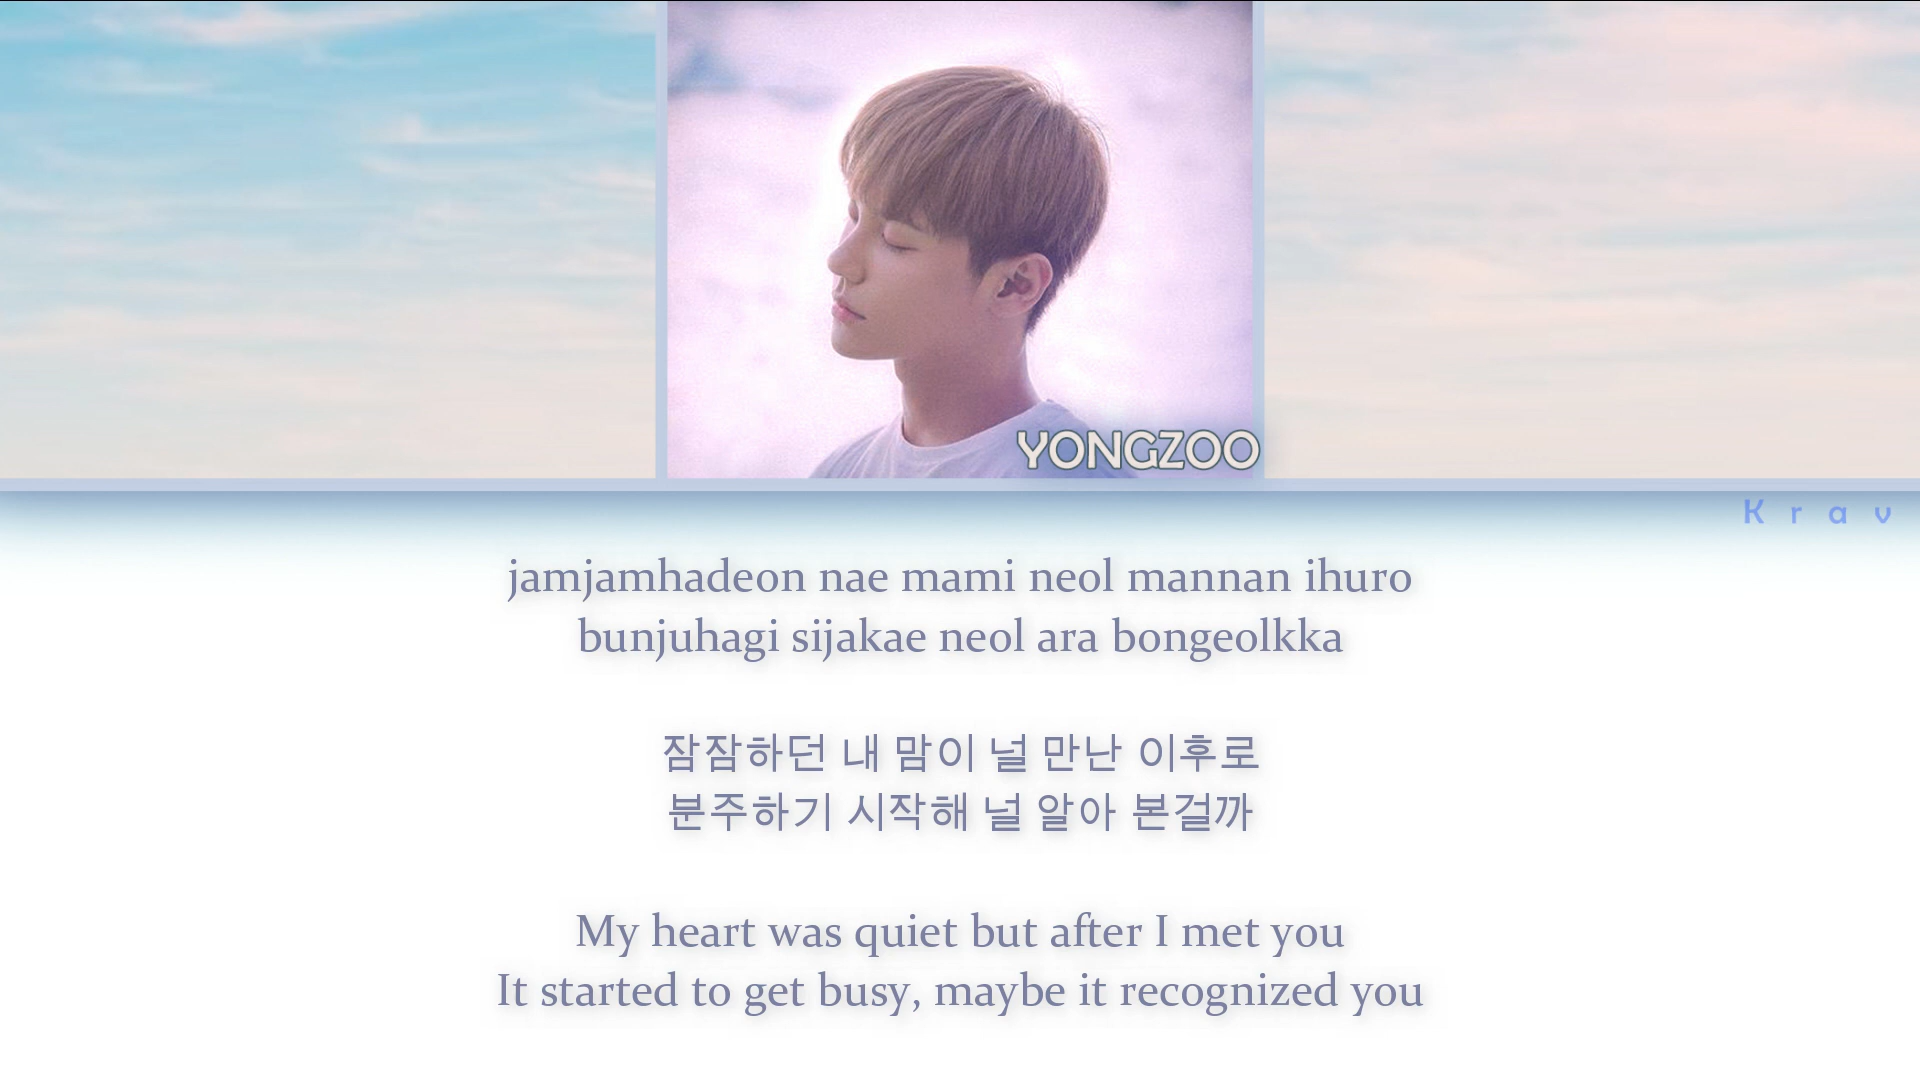 YONGZOO
K r a v
jamjamhadeon nae mami neol mannan ihuro
bunjuhagi sijakae neol ara bongeolkka
잠잠하던 내 맘이 널 만난 이후로
분주하기 시작해 널 알아 본걸까
My heart was quiet but after I met you
It started to get busy, maybe it recognized you